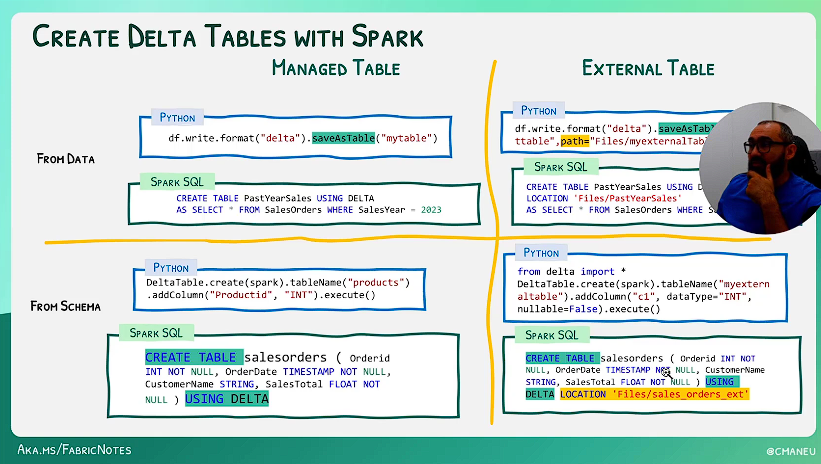 CREATE DELTA TABLES WITH SPARK
MANAGED TABLE
EXTERNAL TABLE
FROM DATA
PYTHON
df.write.format("delta").saveAsTable("mytable")
SPARK SQL
CREATE TABLE PastYearSales USING DELTA
AS SELECT * FROM SalesOrders WHERE SalesYear = 2023
PYTHON
df.write.format("delta").saveAsTabl
ttable",path="Files/myexternalTab
SPARK SQL
CREATE TABLE PastYearSales USING D
LOCATION 'Files/PastYearSales'
AS SELECT * FROM SalesOrders WHERE S
FROM SCHEMA
PYTHON
DeltaTable.create(spark).tableName("products")
.addColumn("Productid", "INT").execute()
SPARK SQL
CREATE TABLE salesorders ( Orderid
INT NOT NULL, OrderDate TIMESTAMP NOT NULL,
CustomerName STRING, SalesTotal FLOAT NOT
NULL ) USING DELTA
PYTHON
from delta import *
DeltaTable.create(spark).tableName("myextern
altable").addColumn("c1", dataType="INT",
nullable=False).execute()
SPARK SQL
CREATE TABLE salesorders ( Orderid INT NOT
NULL, OrderDate TIMESTAMP NOT NULL, CustomerName
STRING, SalesTotal FLOAT NOT NULL ) USING
DELTA LOCATION 'Files/sales_orders_ext'
AKA.MS/FABRICNOTES
@CMANEU